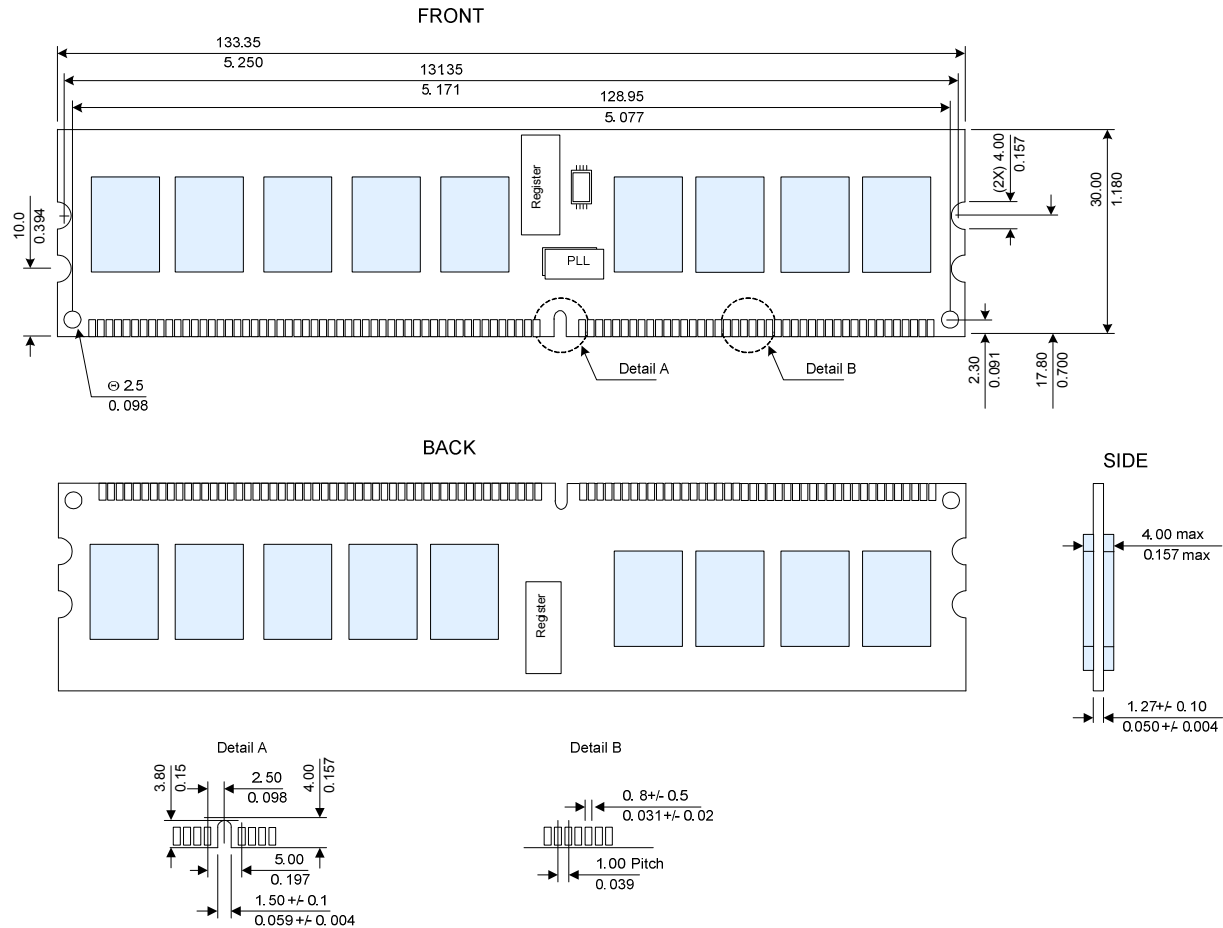 FRONT
133.35
5. 250
13135
5. 171
128.95
5. 077
(2X) 4.00
0.157
30.00
1.180
Register
10.0
0.394
PLL
Detail A
Detail B
2.30
0.091
17.80
0.700
Θ 2.5
0. 098
BACK
SIDE
Register
4. 00 max
0.157 max
1. 27+/- 0. 10
0.050 +/- 0.004
Detail A
Detail B
3.80
0.15
2. 50
0. 098
4.00
0.157
5.00
0. 197
1. 50 +/- 0.1
0.059 +/- 0. 004
0. 8+/- 0.5
0. 031+/- 0.02
1.00 Pitch
0. 039